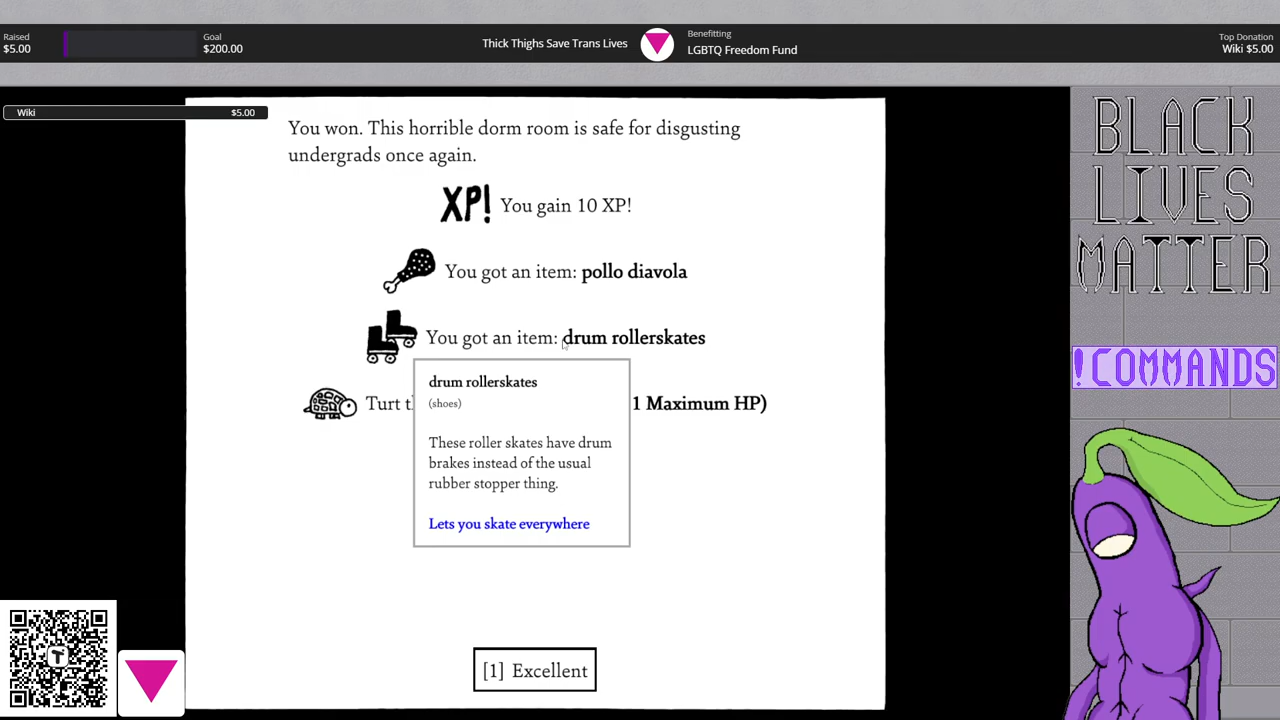 Raised
$5.00
Goal
$200.00
Thick Thighs Save Trans Lives
Benefitting
LGBTQ Freedom Fund
Top Donation
Wiki $5.00
Wiki $5.00
You won. This horrible dorm room is safe for disgusting
undergrads once again.
XP! You gain 10 XP!
You got an item: pollo diavola
You got an item: drum rollerskates
Turt 1 Maximum HP)
drum rollerskates
(shoes)
These roller skates have drum
brakes instead of the usual
rubber stopper thing.
Lets you skate everywhere
[1] Excellent
BLACK
LIVES
MATTER
!COMMANDS
T